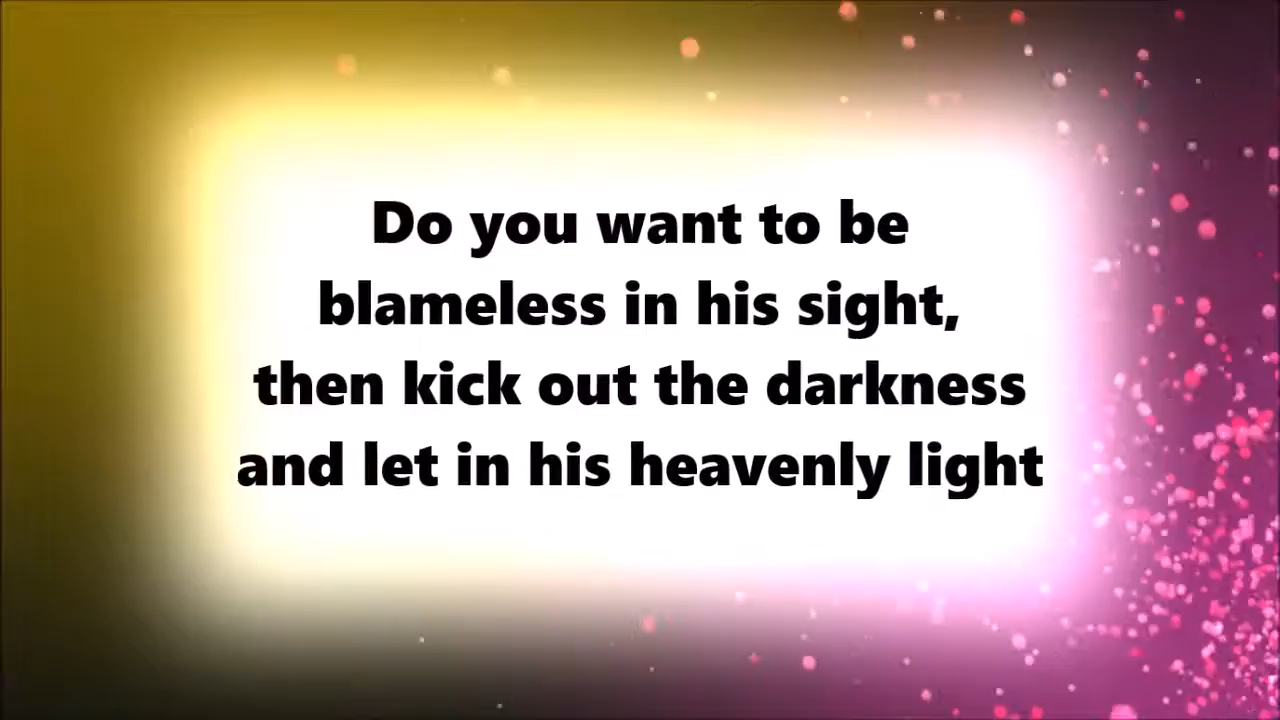 Do you want to be
blameless in his sight,
then kick out the darkness
and let in his heavenly light